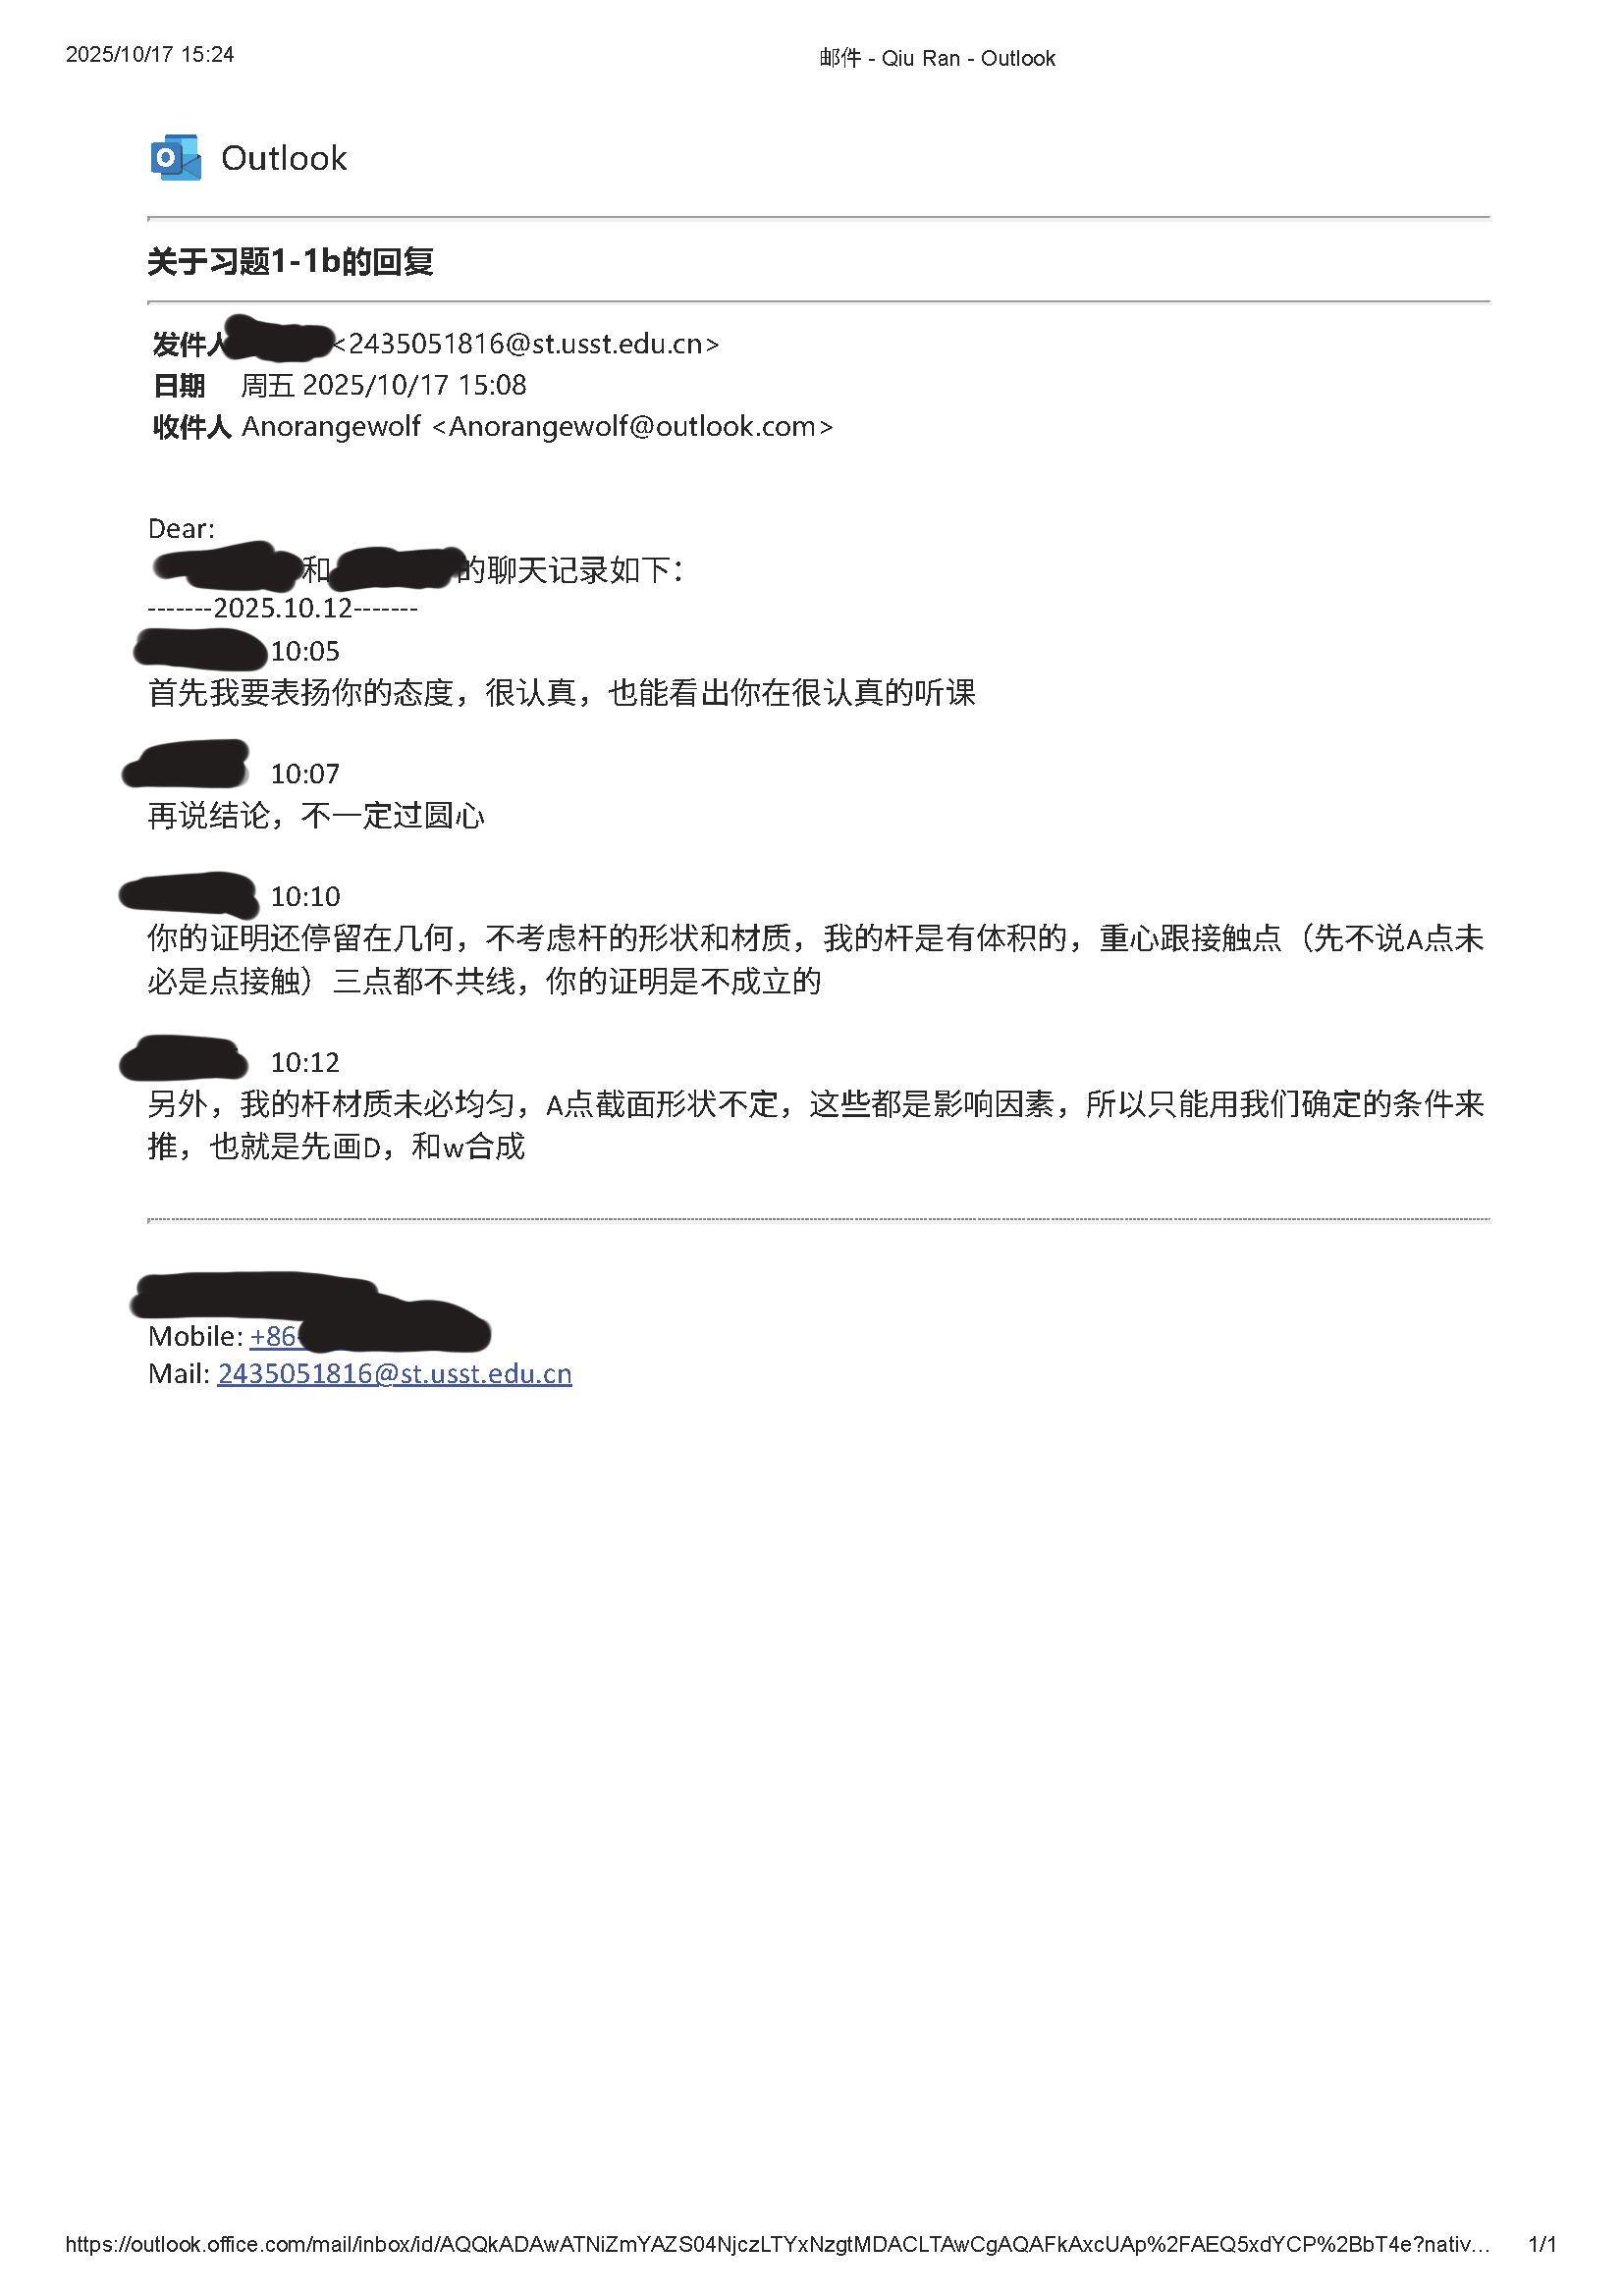 2025/10/17 15:24
邮件 - Qiu Ran - Outlook
Outlook
关于习题1-1b的回复
发件人 <2435051816@st.usst.edu.cn>
日期 周五 2025/10/17 15:08
收件人 Anorangewolf <Anorangewolf@outlook.com>
Dear:
和 的聊天记录如下：
-------2025.10.12-------
10:05
首先我要表扬你的态度，很认真，也能看出你在很认真的听课
10:07
再说结论，不一定过圆心
10:10
你的证明还停留在几何，不考虑杆的形状和材质，我的杆是有体积的，重心跟接触点（先不说A点未
必是点接触）三点都不共线，你的证明是不成立的
10:12
另外，我的杆材质未必均匀，A点截面形状不定，这些都是影响因素，所以只能用我们确定的条件来
推，也就是先画D，和w合成
Mobile: +86-
Mail: 2435051816@st.usst.edu.cn
https://outlook.office.com/mail/inbox/id/AQQkADAwATNiZmYAZS04NjczLTYxNzgtMDACLTAwCgAQAFkAxcUAp%2FAEQ5xdYCP%2BbT4e?nativ... 1/1